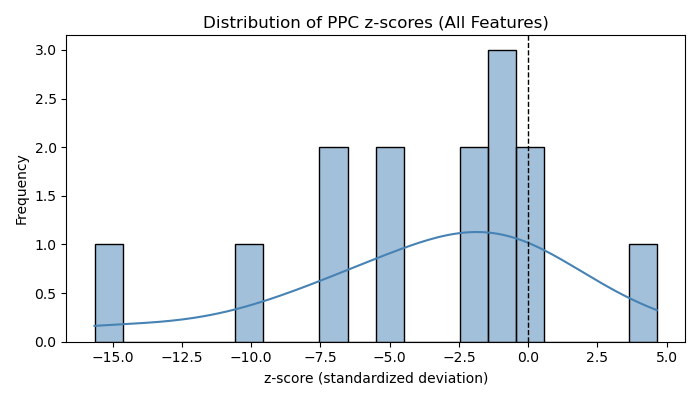 Distribution of PPC z-scores (All Features)
3.0
2.5
2.0
1.5
1.0
0.5
0.0
Frequency
−15.0 −12.5 −10.0 −7.5 −5.0 −2.5 0.0 2.5 5.0
z-score (standardized deviation)